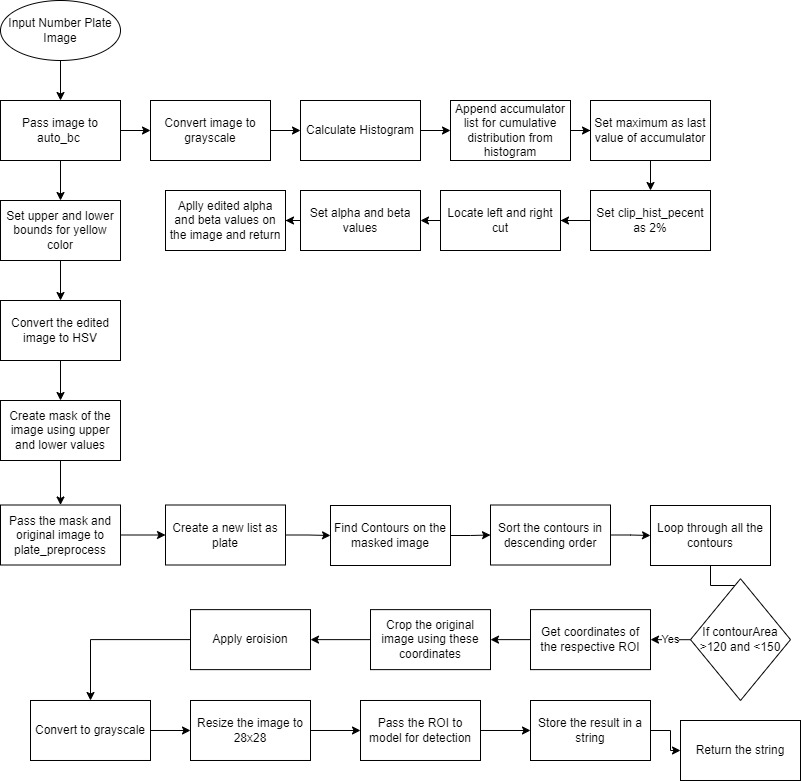 Input Number Plate
Image
Pass image to
auto_bc
Convert image to
grayscale
Calculate Histogram
Append accumulator
list for cumulative
distribution from
histogram
Set maximum as last
value of accumulator
Set upper and lower
bounds for yellow
color
Aplly edited alpha
and beta values on
the image and return
Set alpha and beta
values
Locate left and right
cut
Set clip_hist_pecent
as 2%
Convert the edited
image to HSV
Create mask of the
image using upper
and lower values
Pass the mask and
original image to
plate_preprocess
Create a new list as
plate
Find Contours on the
masked image
Sort the contours in
descending order
Loop through all the
contours
If contourArea
>120 and <150
Yes
Get coordinates of
the respective ROI
Crop the original
image using these
coordinates
Apply eroision
Convert to grayscale
Resize the image to
28x28
Pass the ROI to
model for detection
Store the result in a
string
Return the string